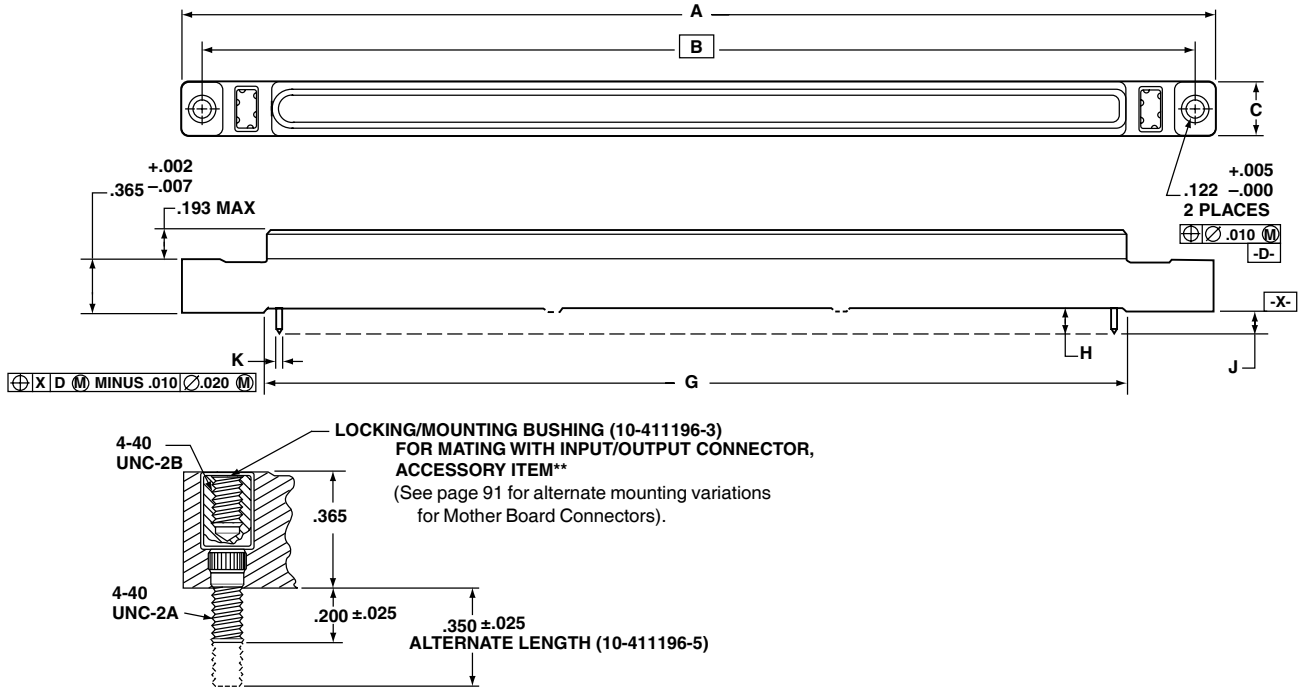 A
B
C
+.002
.365 –.007
.193 MAX
+.005
.122 –.000
2 PLACES
⌖ ∅ .010 Ⓜ
-D-
-X-
K
H
J
⌖ X D Ⓜ MINUS .010 ∅.020 Ⓜ
G
LOCKING/MOUNTING BUSHING (10-411196-3)
FOR MATING WITH INPUT/OUTPUT CONNECTOR,
ACCESSORY ITEM**
(See page 91 for alternate mounting variations
for Mother Board Connectors).
4-40
UNC-2B
.365
4-40
UNC-2A
.200 ±.025
.350 ±.025
ALTERNATE LENGTH (10-411196-5)